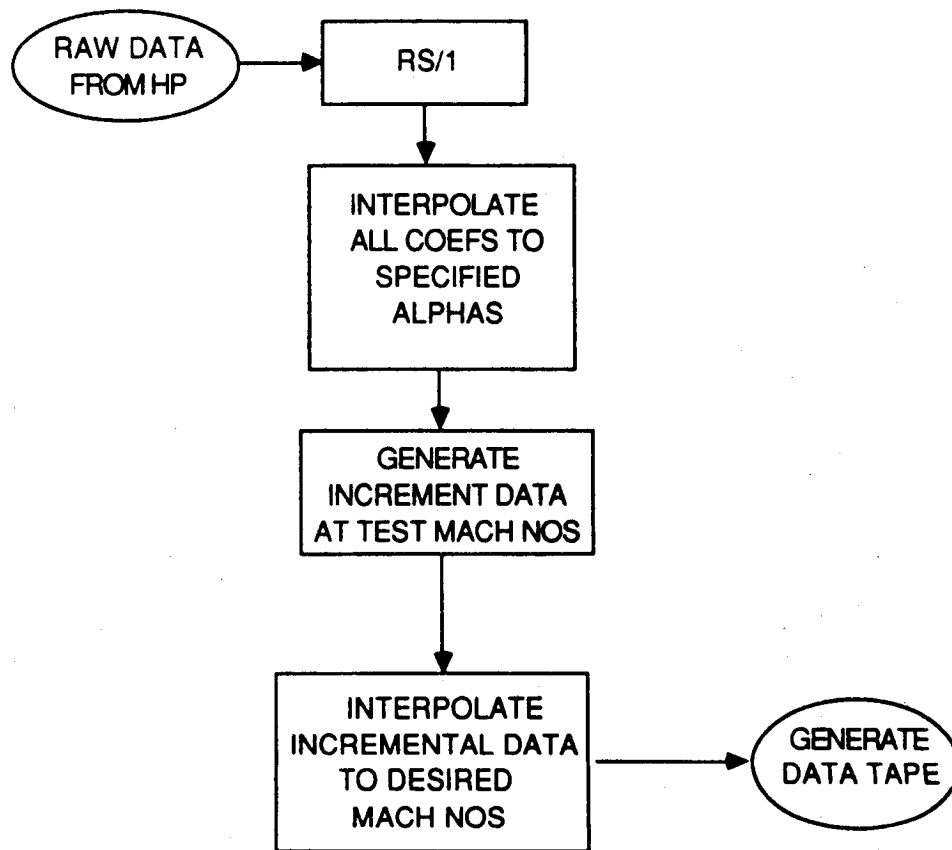 RAW DATA
FROM HP
RS/1
INTERPOLATE
ALL COEFS TO
SPECIFIED
ALPHAS
GENERATE
INCREMENT DATA
AT TEST MACH NOS
INTERPOLATE
INCREMENTAL DATA
TO DESIRED
MACH NOS
GENERATE
DATA TAPE